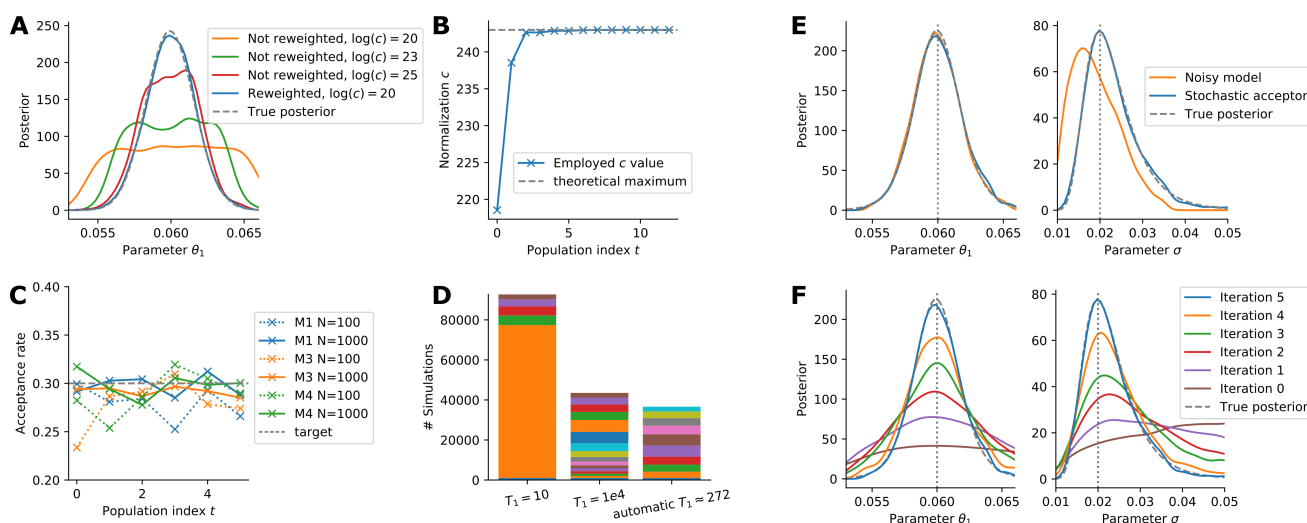 A
250
200
150
100
50
0
Posterior
0.055
0.060
0.065
Parameter θ₁
Not reweighted, log(c) = 20
Not reweighted, log(c) = 23
Not reweighted, log(c) = 25
Reweighted, log(c) = 20
True posterior
B
240
235
230
225
220
Normalization c
0
5
10
Population index t
Employed c value
theoretical maximum
E
200
150
100
50
0
Posterior
0.055
0.060
0.065
Parameter θ₁
80
60
40
20
0
0.01
0.02
0.03
0.04
0.05
Parameter σ
Noisy model
Stochastic acceptor
True posterior
C
0.40
0.35
0.30
0.25
0.20
Acceptance rate
0
2
4
Population index t
M1 N=100
M1 N=1000
M3 N=100
M3 N=1000
M4 N=100
M4 N=1000
target
D
80000
60000
40000
20000
0
# Simulations
T₁ = 10
T₁ = 1e4
automatic T₁ ≈ 272
F
200
150
100
50
0
Posterior
0.055
0.060
0.065
Parameter θ₁
80
60
40
20
0
0.01
0.02
0.03
0.04
0.05
Parameter σ
Iteration 5
Iteration 4
Iteration 3
Iteration 2
Iteration 1
Iteration 0
True posterior